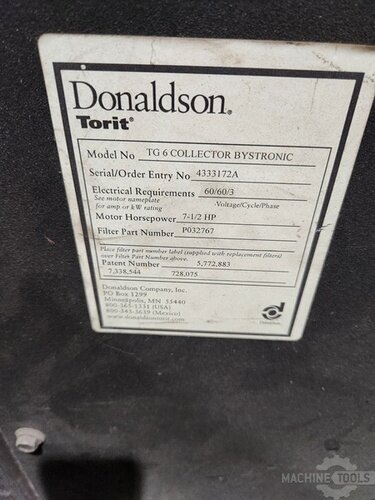 Donaldson®
Torit®
Model No TG 6 COLLECTOR BYSTRONIC
Serial/Order Entry No 4333172A
Electrical Requirements 60/60/3
See motor nameplate
for amp or kW rating
-Voltage/Cycle/Phase
Motor Horsepower 7-1/2 HP
Filter Part Number P032767
Place filter part number label (supplied with replacement filters)
over Filter Part Number above.
Patent Number 5,772,883
7,338,544 728,075
Donaldson Company, Inc.
PO Box 1299
Minneapolis, MN 55440
800-365-1331 (USA)
800-343-3639 (Mexico)
www.donaldsontorit.com
Donaldson.
MACHINE TOOLS